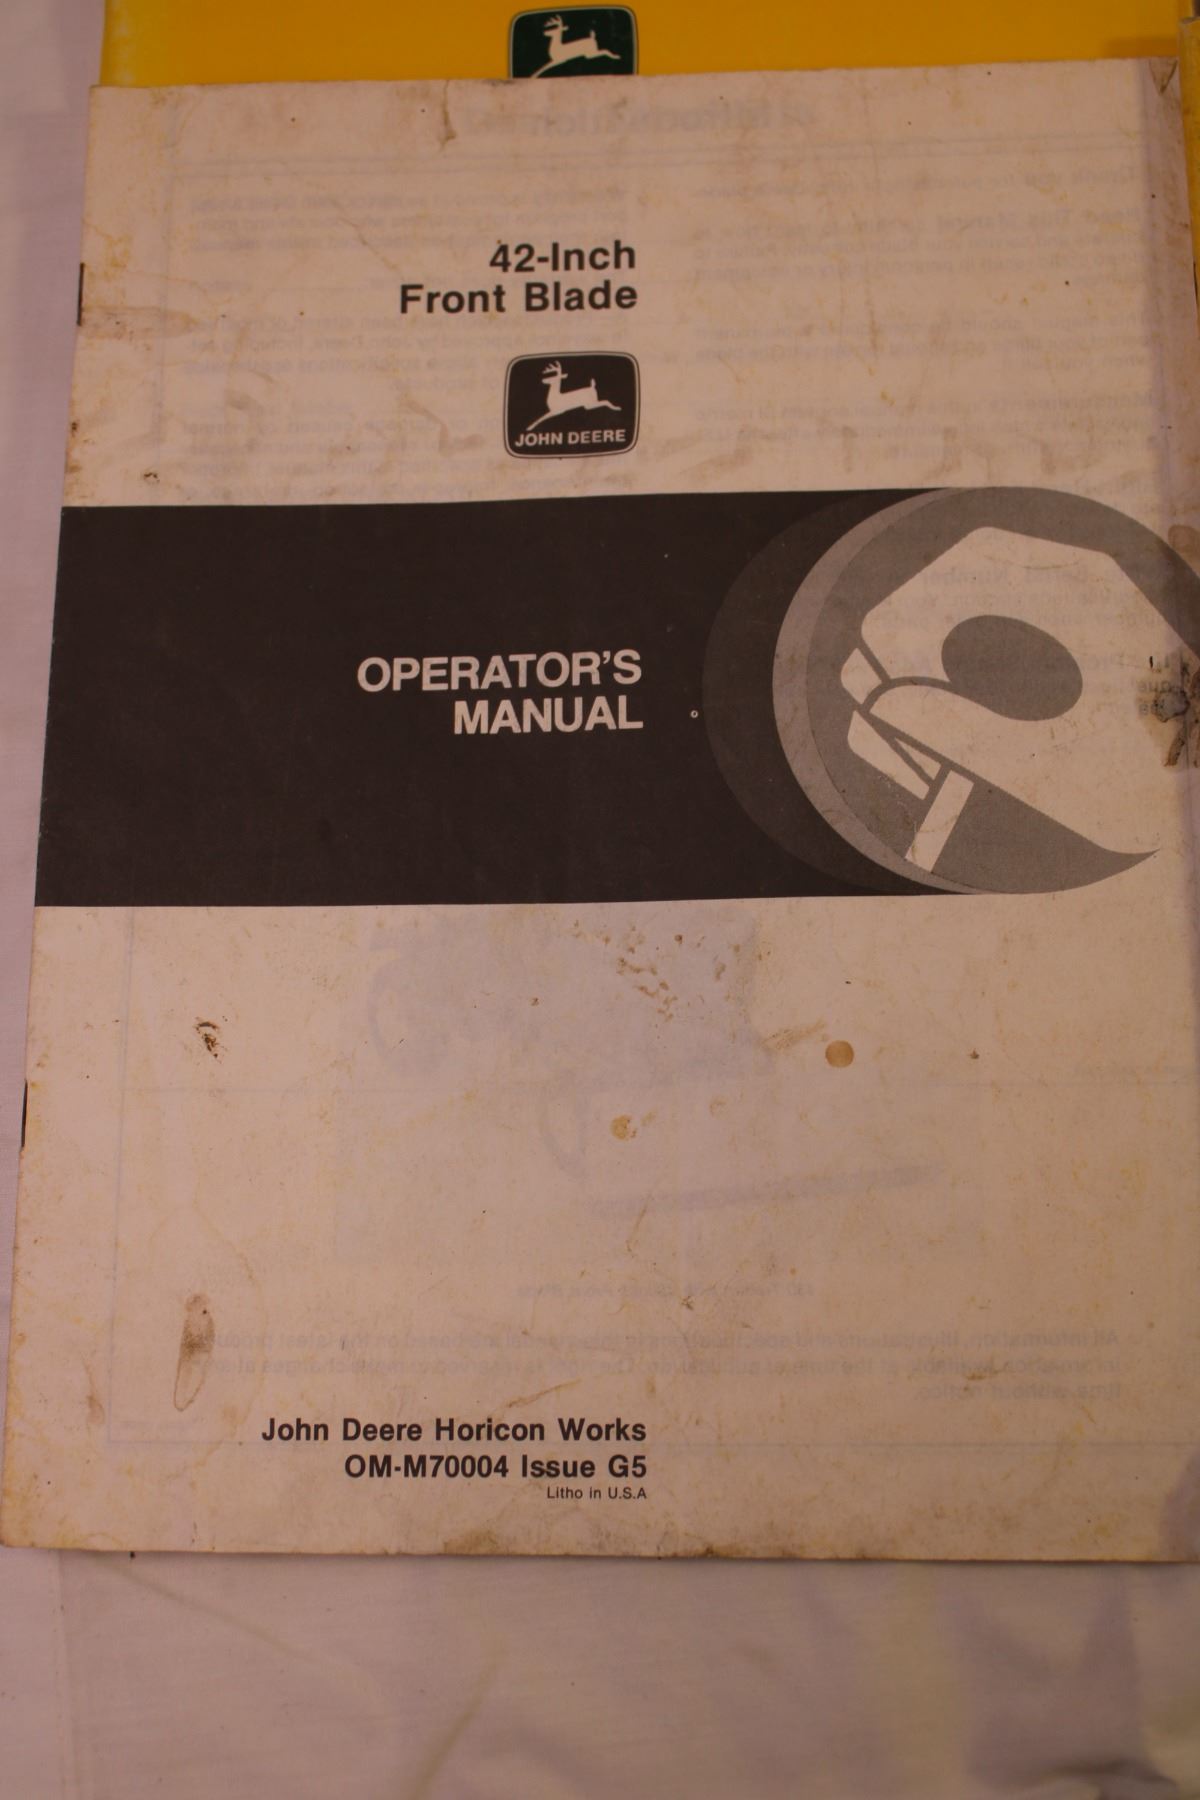 42-Inch
Front Blade
JOHN DEERE
OPERATOR'S
MANUAL
John Deere Horicon Works
OM-M70004 Issue G5
Litho in U.S.A